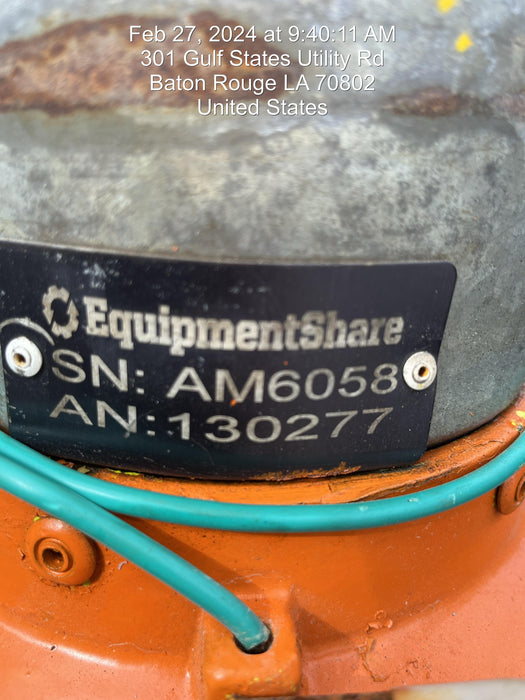 Feb 27, 2024 at 9:40:11 AM
301 Gulf States Utility Rd
Baton Rouge LA 70802
United States
EquipmentShare
SN: AM6058
AN:130277